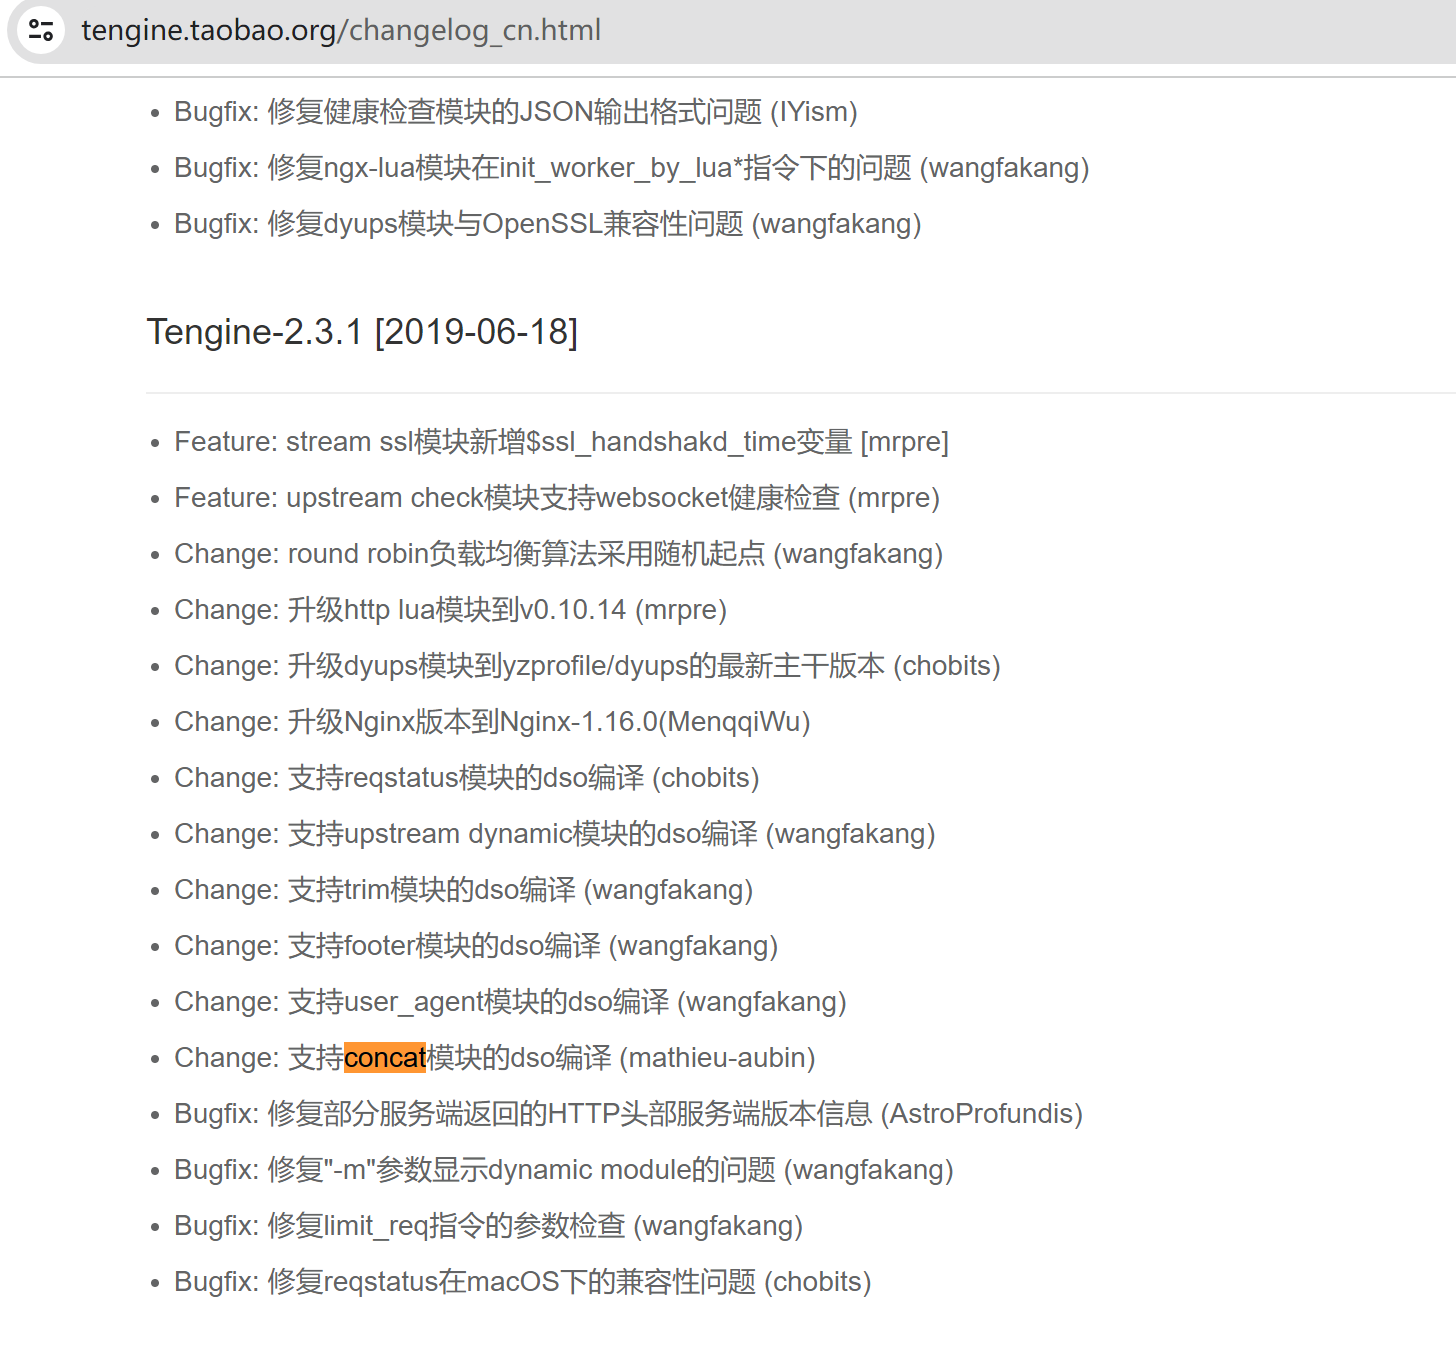 tengine.taobao.org/changelog_cn.html
• Bugfix: 修复健康检查模块的JSON输出格式问题 (IYism)
• Bugfix: 修复ngx-lua模块在init_worker_by_lua*指令下的问题 (wangfakang)
• Bugfix: 修复dyups模块与OpenSSL兼容性问题 (wangfakang)
Tengine-2.3.1 [2019-06-18]
• Feature: stream ssl模块新增$ssl_handshakd_time变量 [mrpre]
• Feature: upstream check模块支持websocket健康检查 (mrpre)
• Change: round robin负载均衡算法采用随机起点 (wangfakang)
• Change: 升级http lua模块到v0.10.14 (mrpre)
• Change: 升级dyups模块到yzprofile/dyups的最新主干版本 (chobits)
• Change: 升级Nginx版本到Nginx-1.16.0(MenqqiWu)
• Change: 支持reqstatus模块的dso编译 (chobits)
• Change: 支持upstream dynamic模块的dso编译 (wangfakang)
• Change: 支持trim模块的dso编译 (wangfakang)
• Change: 支持footer模块的dso编译 (wangfakang)
• Change: 支持user_agent模块的dso编译 (wangfakang)
• Change: 支持concat模块的dso编译 (mathieu-aubin)
• Bugfix: 修复部分服务端返回的HTTP头部服务端版本信息 (AstroProfundis)
• Bugfix: 修复"-m"参数显示dynamic module的问题 (wangfakang)
• Bugfix: 修复limit_req指令的参数检查 (wangfakang)
• Bugfix: 修复reqstatus在macOS下的兼容性问题 (chobits)